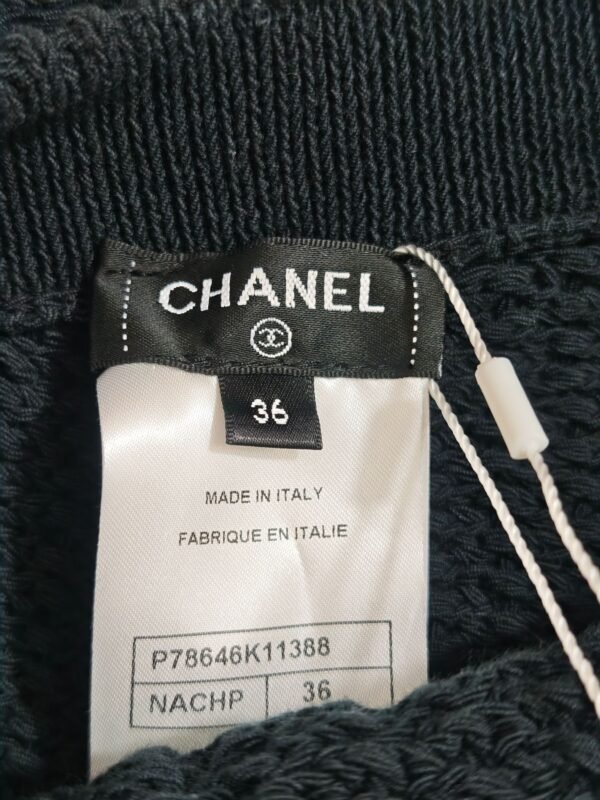 CHANEL
36
MADE IN ITALY
FABRIQUE EN ITALIE
P78646K11388
NACHP 36